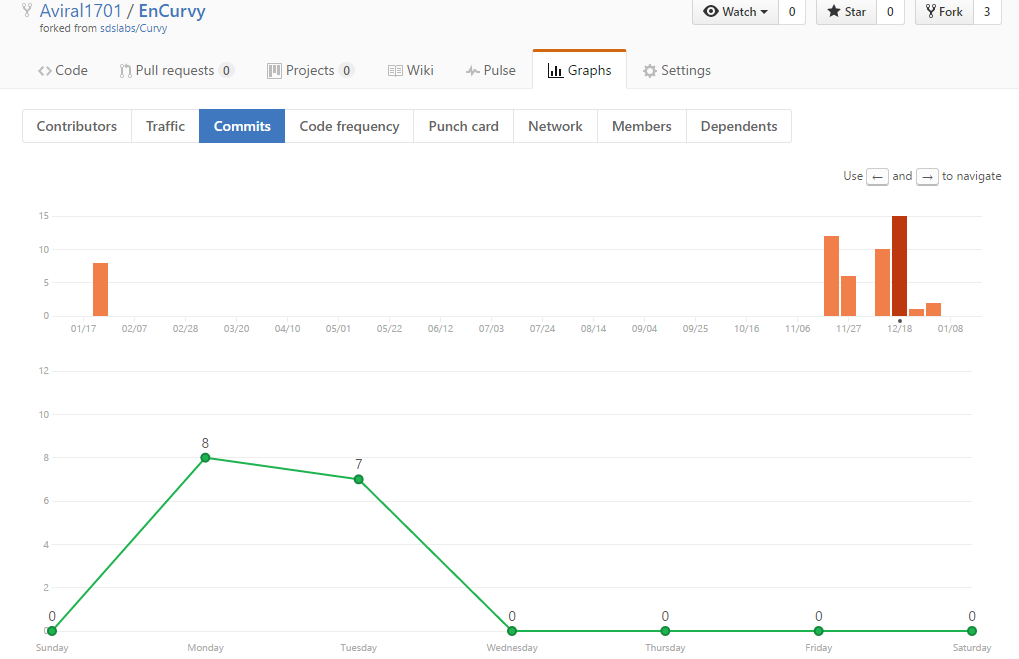 Aviral1701 / EnCurvy
forked from sdslabs/Curvy
Watch 0 Star 0 Fork 3
Code Pull requests 0 Projects 0 Wiki Pulse Graphs Settings
Contributors Traffic Commits Code frequency Punch card Network Members Dependents
Use ← and → to navigate
15
10
5
0
01/17 02/07 02/28 03/20 04/10 05/01 05/22 06/12 07/03 07/24 08/14 09/04 09/25 10/16 11/06 11/27 12/18 01/08
12
10
8
8
7
6
4
2
0 0 0 0 0
0
Sunday Monday Tuesday Wednesday Thursday Friday Saturday